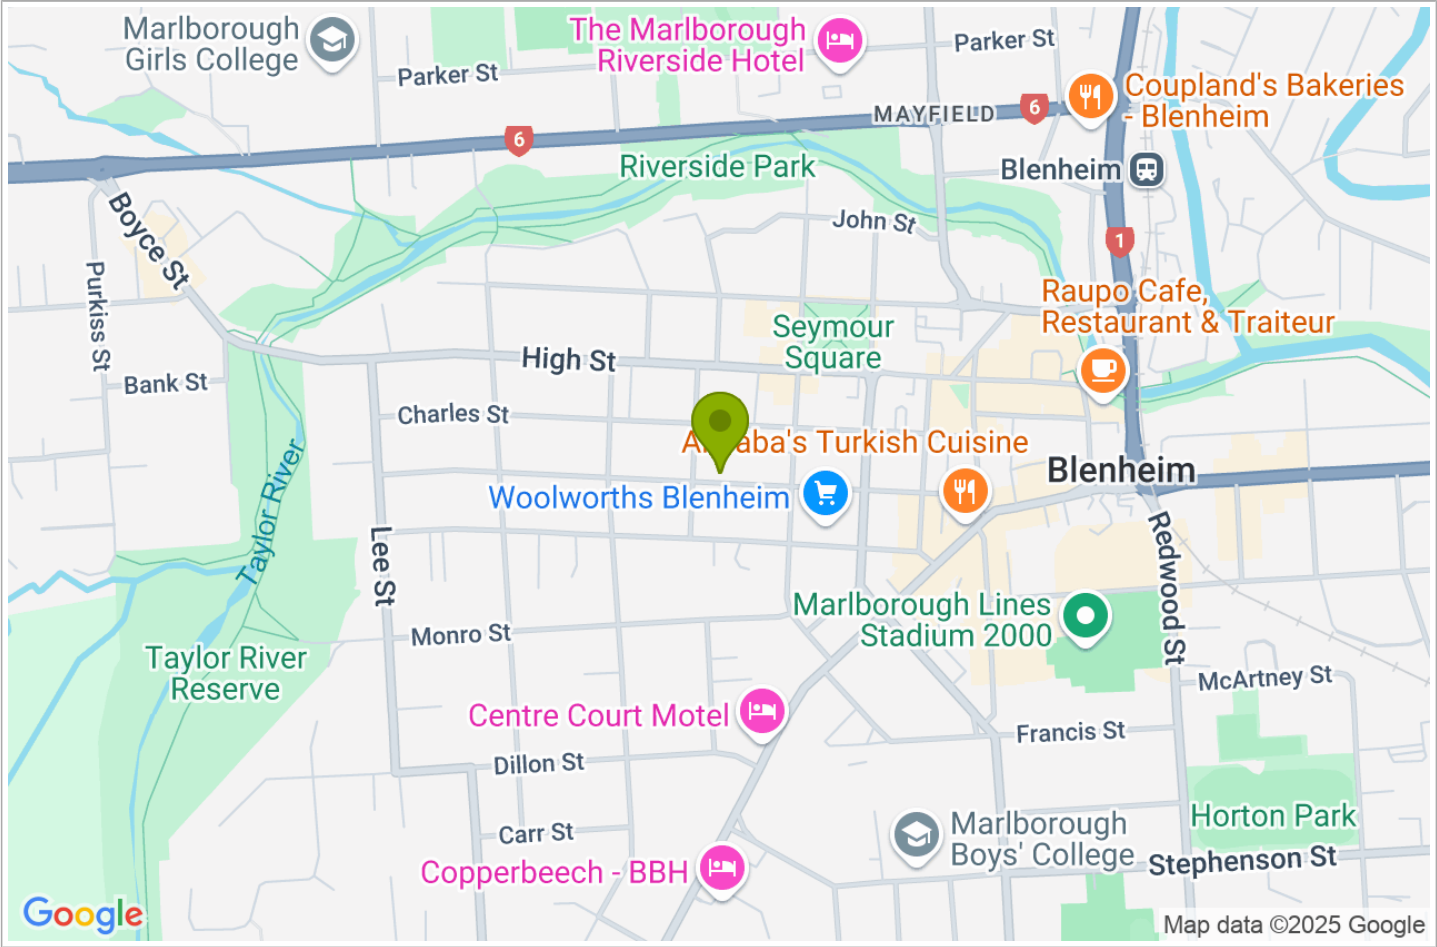 Marlborough
Girls College
The Marlborough
Riverside Hotel
Parker St
Parker St
Coupland's Bakeries
- Blenheim
6
MAYFIELD
6
Riverside Park
Blenheim
Boyce St
John St
1
Purkiss St
Raupo Cafe,
Restaurant & Traiteur
Seymour
Square
High St
Bank St
Charles St
Turkish Cuisine
Blenheim
Woolworths Blenheim
Taylor River
Lee St
Redwood St
Marlborough Lines
Stadium 2000
Monro St
Taylor River
Reserve
McArtney St
Centre Court Motel
Francis St
Dillon St
Horton Park
Carr St
Marlborough
Boys' College
Stephenson St
Copperbeech - BBH
Google
Map data ©2025 Google